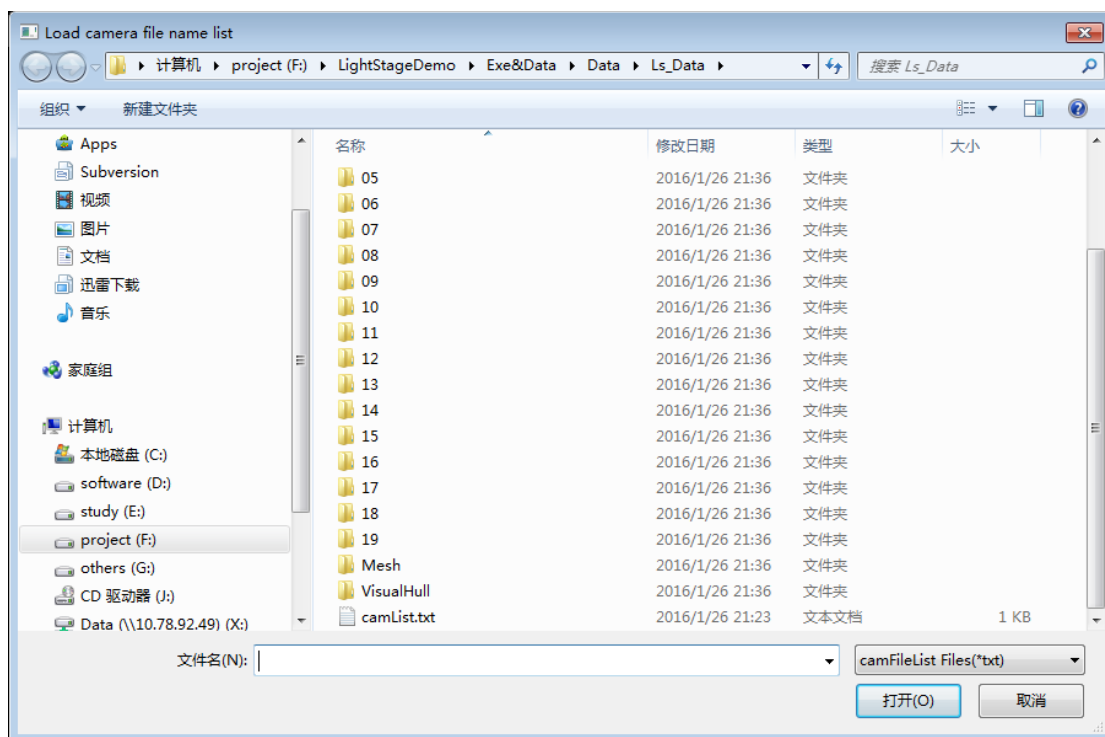 Load camera file name list
计算机 project (F:) LightStageDemo Exe&Data Data Ls_Data 搜索 Ls_Data
组织 新建文件夹
Apps
Subversion
视频
图片
文档
迅雷下载
音乐
家庭组
计算机
本地磁盘 (C:)
software (D:)
study (E:)
project (F:)
others (G:)
CD 驱动器 (J:)
Data (\\10.78.92.49) (X:)
名称 修改日期 类型 大小
05 2016/1/26 21:36 文件夹
06 2016/1/26 21:36 文件夹
07 2016/1/26 21:36 文件夹
08 2016/1/26 21:36 文件夹
09 2016/1/26 21:36 文件夹
10 2016/1/26 21:36 文件夹
11 2016/1/26 21:36 文件夹
12 2016/1/26 21:36 文件夹
13 2016/1/26 21:36 文件夹
14 2016/1/26 21:36 文件夹
15 2016/1/26 21:36 文件夹
16 2016/1/26 21:36 文件夹
17 2016/1/26 21:36 文件夹
18 2016/1/26 21:36 文件夹
19 2016/1/26 21:36 文件夹
Mesh 2016/1/26 21:36 文件夹
VisualHull 2016/1/26 21:36 文件夹
camList.txt 2016/1/26 21:23 文本文档 1 KB
文件名(N): camFileList Files(*txt)
打开(O) 取消